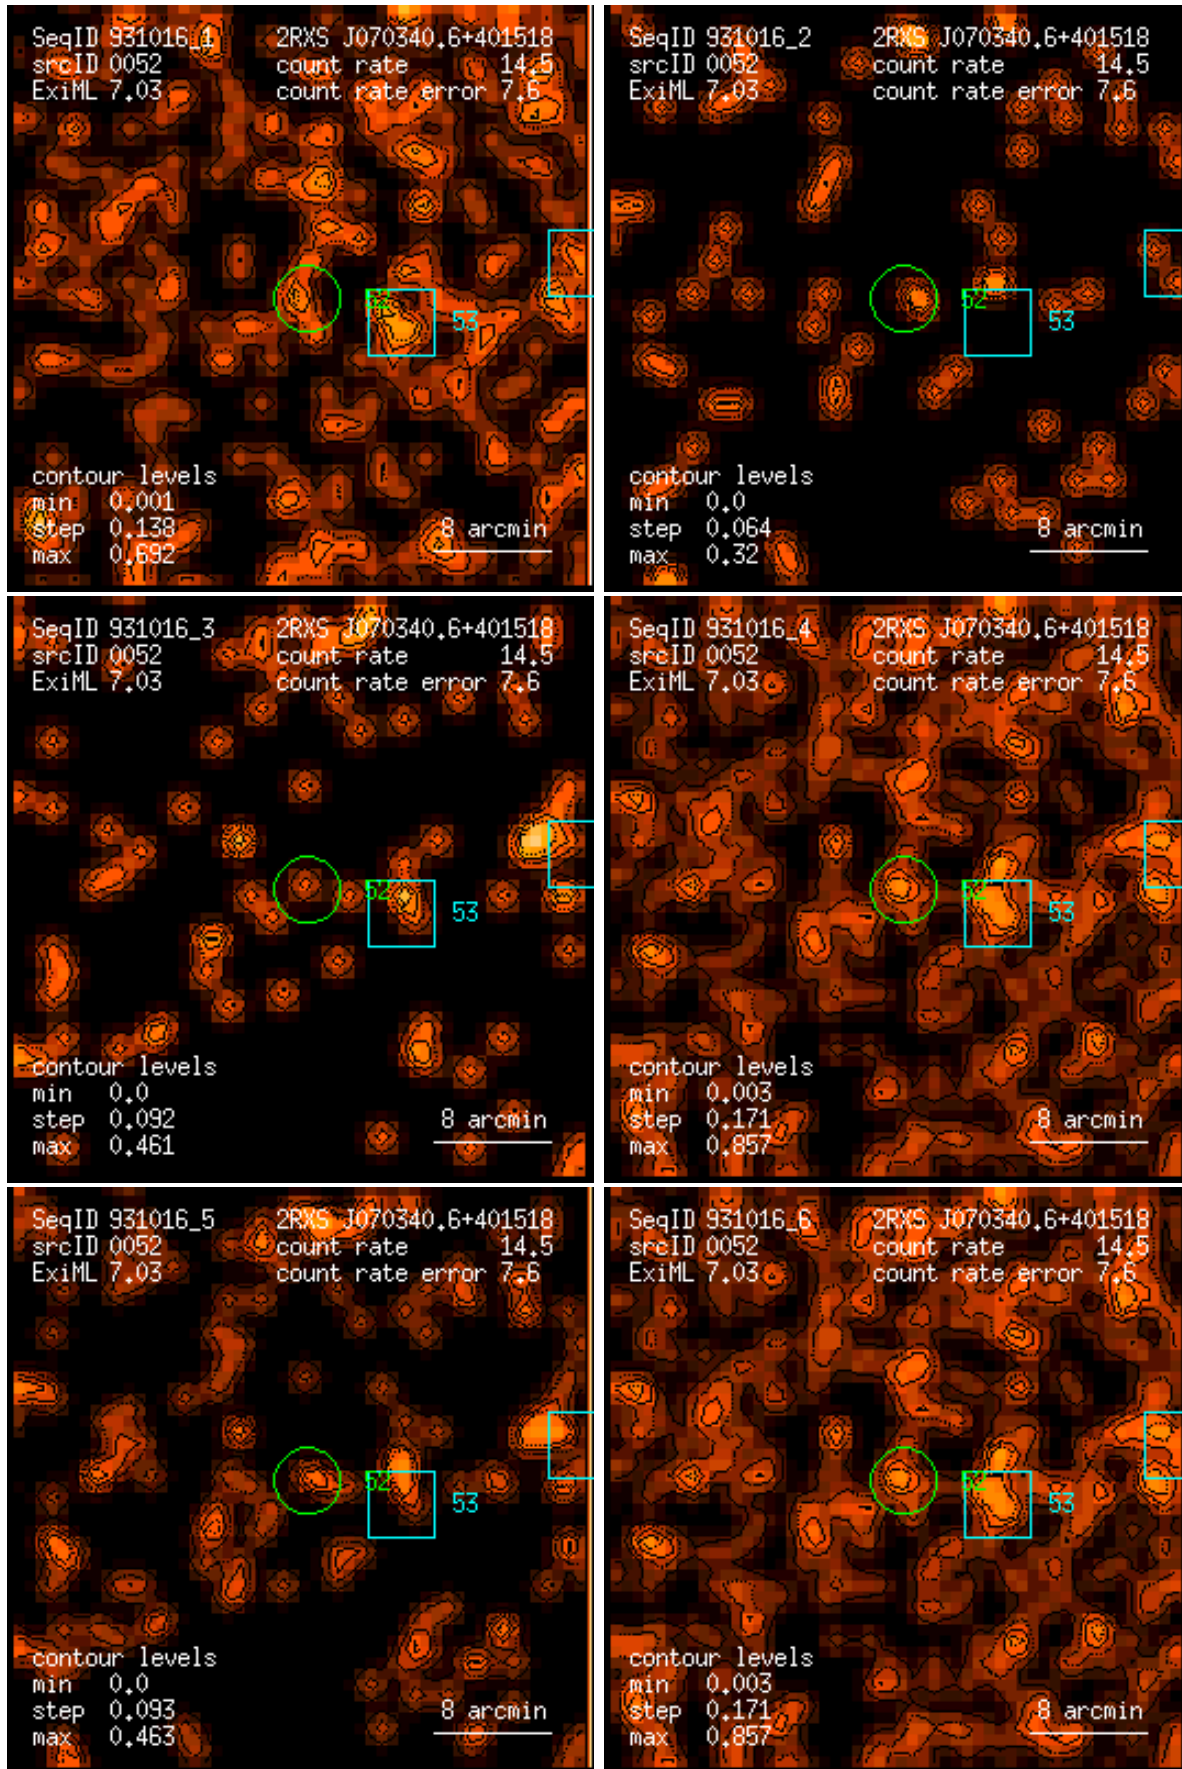 SeqID 931016_1 2RXS J070340.6+401518
srcID 0052 count rate 14.5
ExiML 7.03 count rate error 7.6
52
53
contour levels
min 0.001
step 0.138 8 arcmin
max 0.692
SeqID 931016_2 2RXS J070340.6+401518
srcID 0052 count rate 14.5
ExiML 7.03 count rate error 7.6
52
53
contour levels
min 0.0
step 0.064 8 arcmin
max 0.32
SeqID 931016_3 2RXS J070340.6+401518
srcID 0052 count rate 14.5
ExiML 7.03 count rate error 7.6
52
53
contour levels
min 0.0
step 0.092 8 arcmin
max 0.461
SeqID 931016_4 2RXS J070340.6+401518
srcID 0052 count rate 14.5
ExiML 7.03 count rate error 7.6
52
53
contour levels
min 0.003
step 0.171 8 arcmin
max 0.857
SeqID 931016_5 2RXS J070340.6+401518
srcID 0052 count rate 14.5
ExiML 7.03 count rate error 7.6
52
53
contour levels
min 0.0
step 0.093 8 arcmin
max 0.463
SeqID 931016_6 2RXS J070340.6+401518
srcID 0052 count rate 14.5
ExiML 7.03 count rate error 7.6
52
53
contour levels
min 0.003
step 0.171 8 arcmin
max 0.857